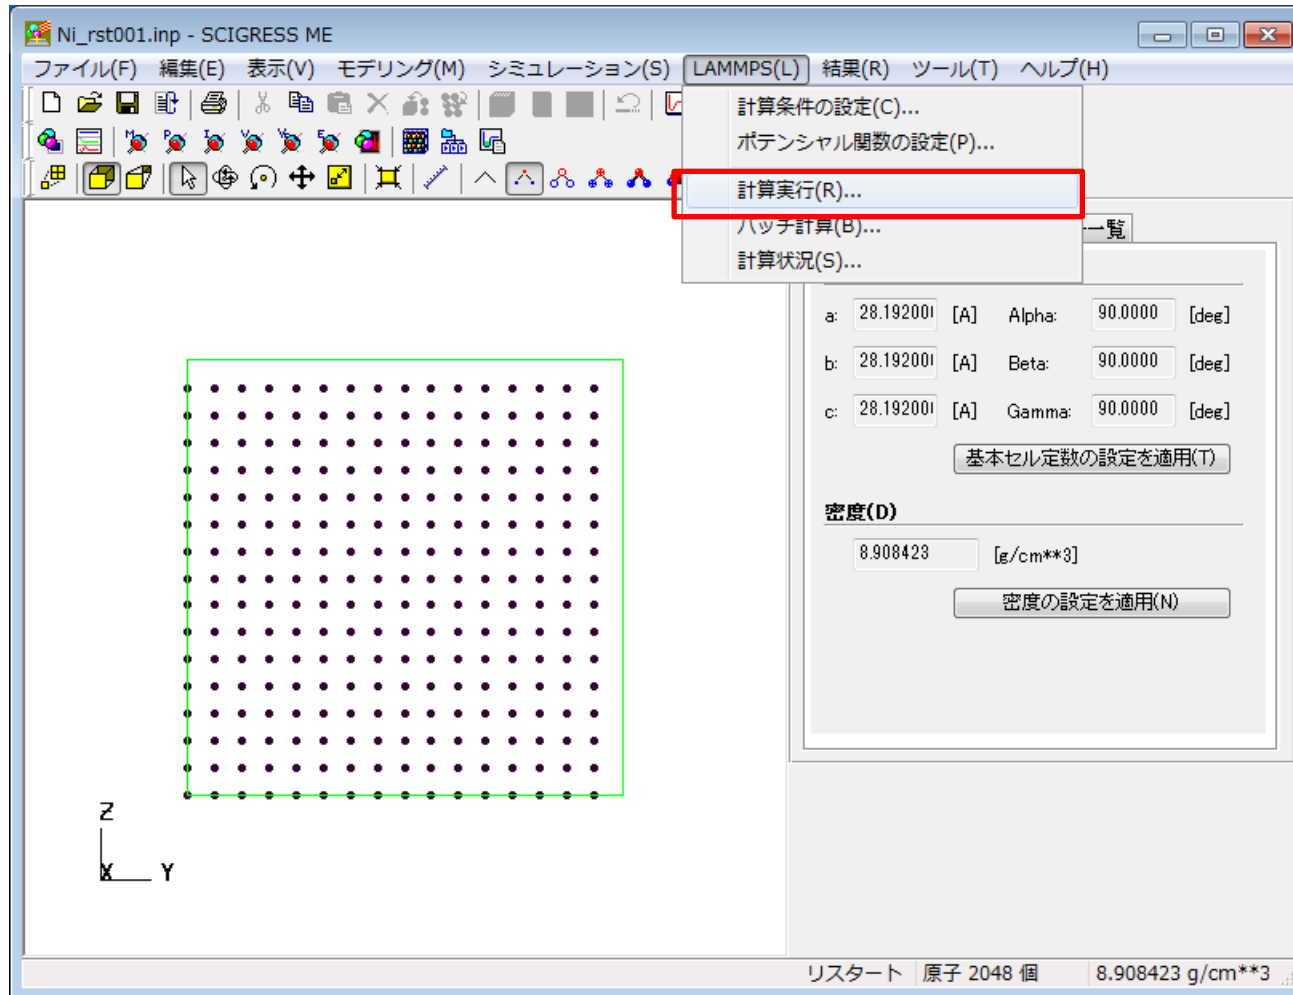 Ni_rst001.inp - SCIGRESS ME
ファイル(F) 編集(E) 表示(V) モデリング(M) シミュレーション(S) LAMMPS(L) 結果(R) ツール(T) ヘルプ(H)
計算条件の設定(C)...
ポテンシャル関数の設定(P)...
計算実行(R)...
バッチ計算(B)...
計算状況(S)...
一覧
a: 28.19200 [A] Alpha: 90.0000 [deg]
b: 28.19200 [A] Beta: 90.0000 [deg]
c: 28.19200 [A] Gamma: 90.0000 [deg]
基本セル定数の設定を適用(T)
密度(D)
8.908423 [g/cm**3]
密度の設定を適用(N)
Z
X Y
リスタート 原子 2048 個 8.908423 g/cm**3